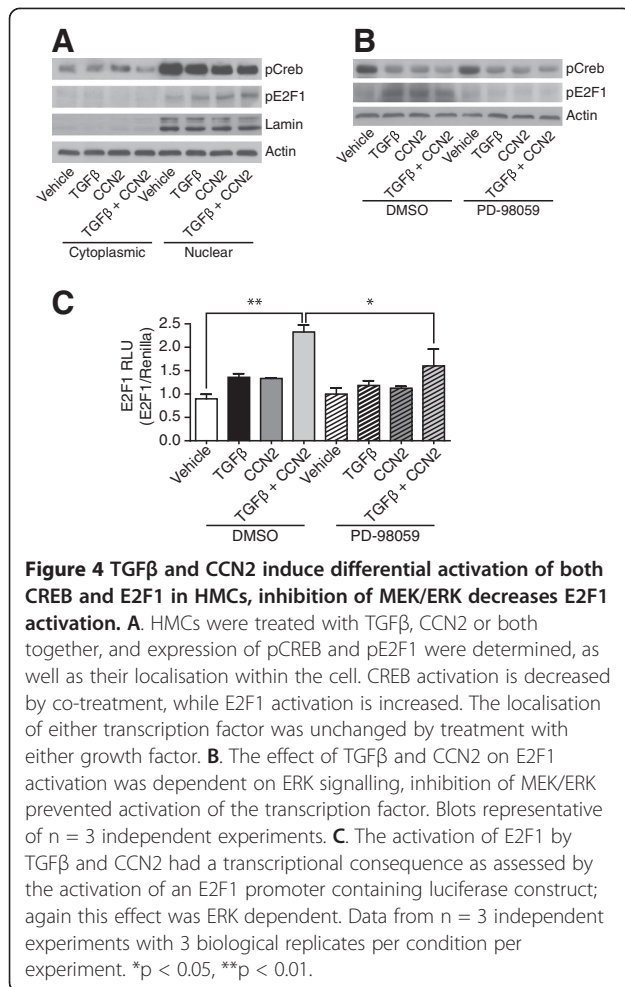 A
pCreb
pE2F1
Lamin
Actin
Vehicle
TGFβ
CCN2
TGFβ + CCN2
Vehicle
TGFβ
CCN2
TGFβ + CCN2
Cytoplasmic
Nuclear
B
pCreb
pE2F1
Actin
Vehicle
TGFβ
CCN2
TGFβ + CCN2
Vehicle
TGFβ
CCN2
TGFβ + CCN2
DMSO
PD-98059
C
E2F1 RLU
(E2F1/Renilla)
2.5
2.0
1.5
1.0
0.5
0.0
**
*
Vehicle
TGFβ
CCN2
TGFβ + CCN2
Vehicle
TGFβ
CCN2
TGFβ + CCN2
DMSO
PD-98059
Figure 4 TGFβ and CCN2 induce differential activation of both
CREB and E2F1 in HMCs, inhibition of MEK/ERK decreases E2F1
activation. A. HMCs were treated with TGFβ, CCN2 or both
together, and expression of pCREB and pE2F1 were determined, as
well as their localisation within the cell. CREB activation is decreased
by co-treatment, while E2F1 activation is increased. The localisation
of either transcription factor was unchanged by treatment with
either growth factor. B. The effect of TGFβ and CCN2 on E2F1
activation was dependent on ERK signalling, inhibition of MEK/ERK
prevented activation of the transcription factor. Blots representative
of n = 3 independent experiments. C. The activation of E2F1 by
TGFβ and CCN2 had a transcriptional consequence as assessed by
the activation of an E2F1 promoter containing luciferase construct;
again this effect was ERK dependent. Data from n = 3 independent
experiments with 3 biological replicates per condition per
experiment. *p < 0.05, **p < 0.01.